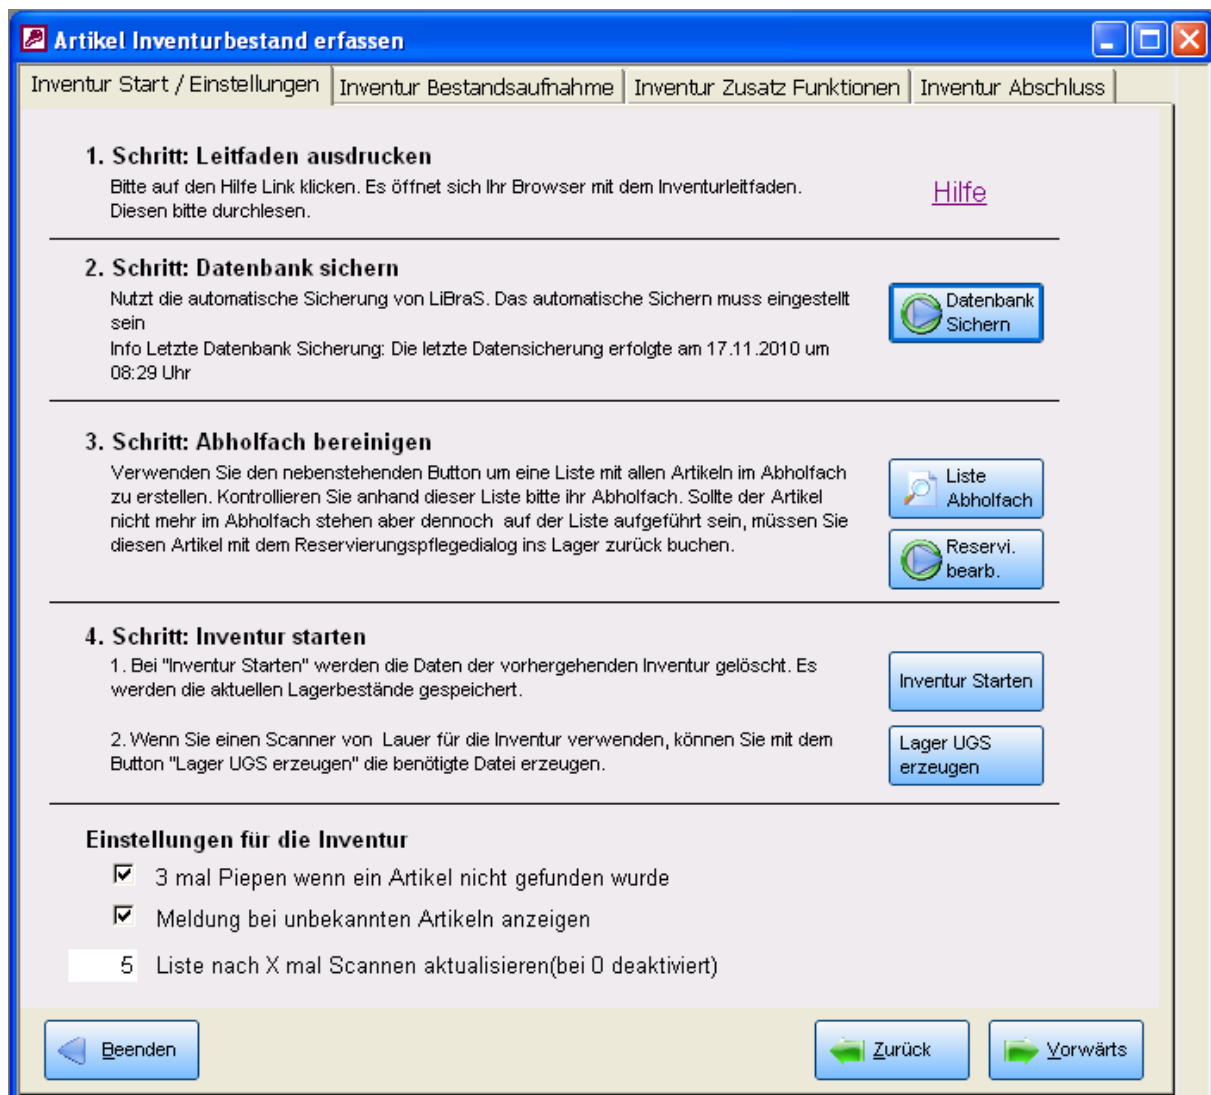 Artikel Inventurbestand erfassen
Inventur Start / Einstellungen
Inventur Bestandsaufnahme
Inventur Zusatz Funktionen
Inventur Abschluss
1. Schritt: Leitfaden ausdrucken
Bitte auf den Hilfe Link klicken. Es öffnet sich Ihr Browser mit dem Inventurleitfaden.
Diesen bitte durchlesen.
Hilfe
2. Schritt: Datenbank sichern
Nutzt die automatische Sicherung von LiBraS. Das automatische Sichern muss eingestellt
sein
Info Letzte Datenbank Sicherung: Die letzte Datensicherung erfolgte am 17.11.2010 um
08:29 Uhr
Datenbank
Sichern
3. Schritt: Abholfach bereinigen
Verwenden Sie den nebenstehenden Button um eine Liste mit allen Artikeln im Abholfach
zu erstellen. Kontrollieren Sie anhand dieser Liste bitte ihr Abholfach. Sollte der Artikel
nicht mehr im Abholfach stehen aber dennoch  auf der Liste aufgeführt sein, müssen Sie
diesen Artikel mit dem Reservierungspflegedialog ins Lager zurück buchen.
Liste
Abholfach
Reservi.
bearb.
4. Schritt: Inventur starten
1. Bei "Inventur Starten" werden die Daten der vorhergehenden Inventur gelöscht. Es
werden die aktuellen Lagerbestände gespeichert.
Inventur Starten
2. Wenn Sie einen Scanner von  Lauer für die Inventur verwenden, können Sie mit dem
Button "Lager UGS erzeugen" die benötigte Datei erzeugen.
Lager UGS
erzeugen
Einstellungen für die Inventur
3 mal Piepen wenn ein Artikel nicht gefunden wurde
Meldung bei unbekannten Artikeln anzeigen
5 Liste nach X mal Scannen aktualisieren(bei 0 deaktiviert)
Beenden
Zurück
Vorwärts